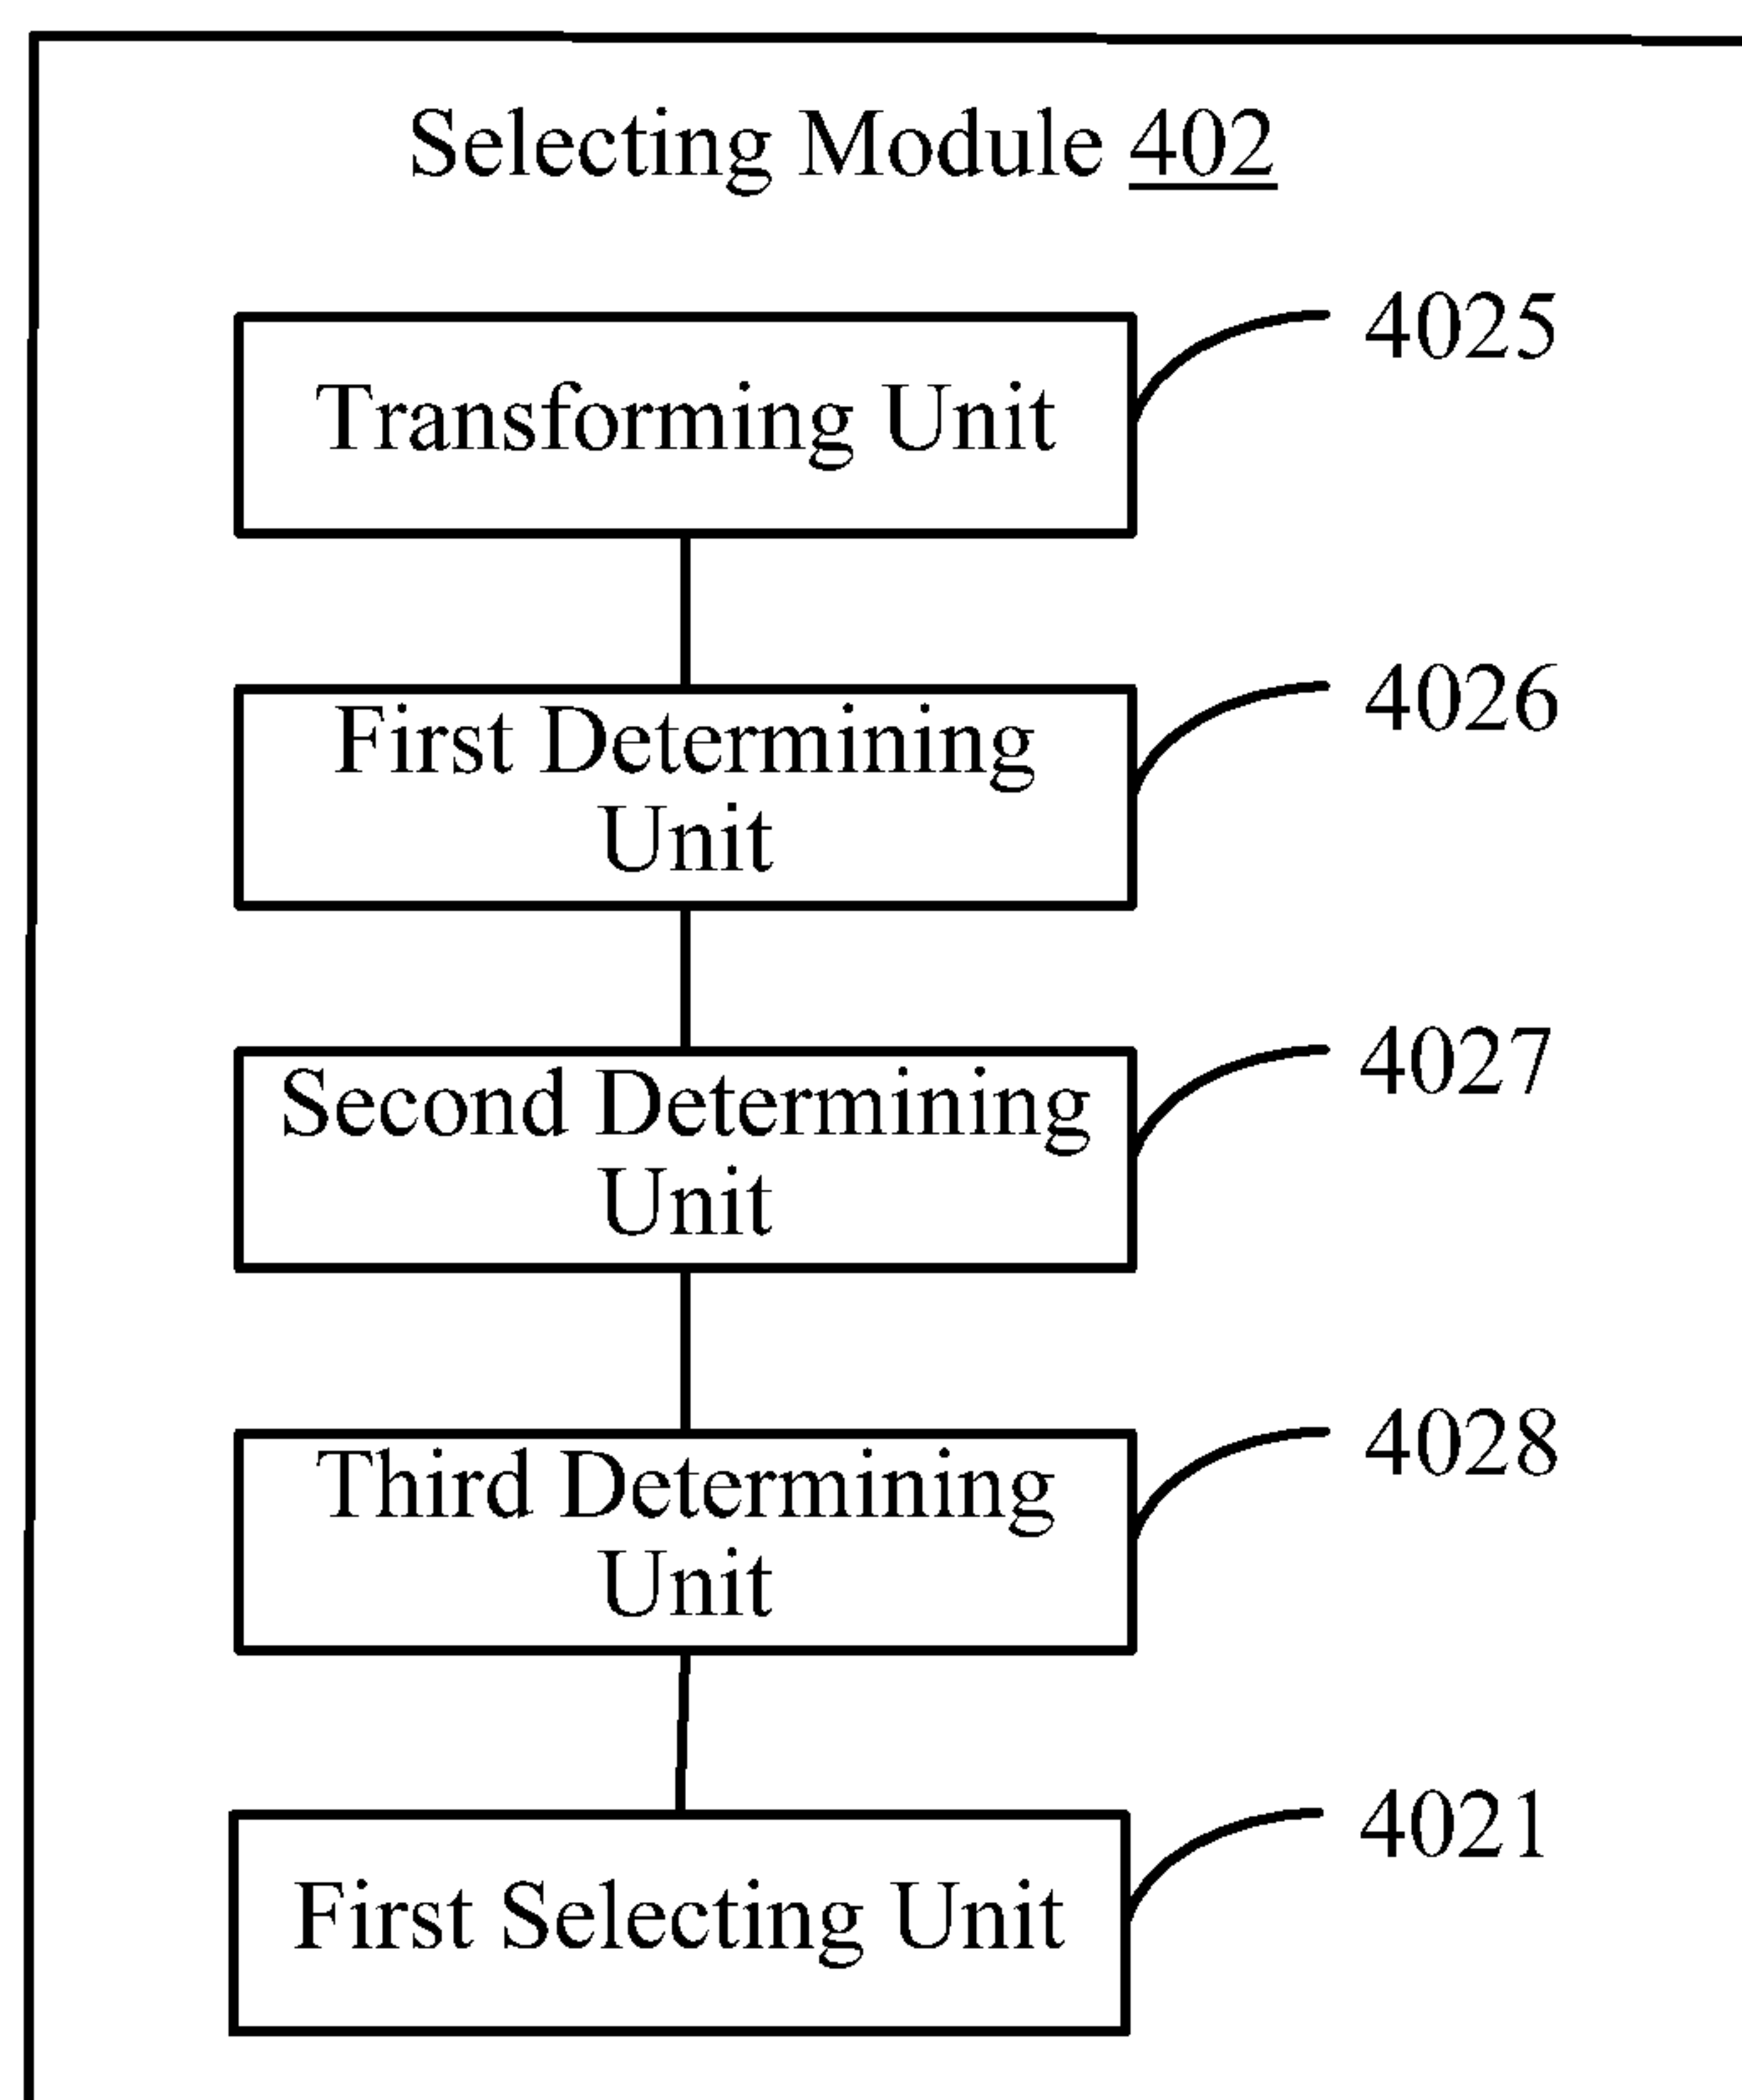 Selecting Module 402
Transforming Unit
4025
First Determining
Unit
4026
Second Determining
Unit
4027
Third Determining
Unit
4028
First Selecting Unit
4021